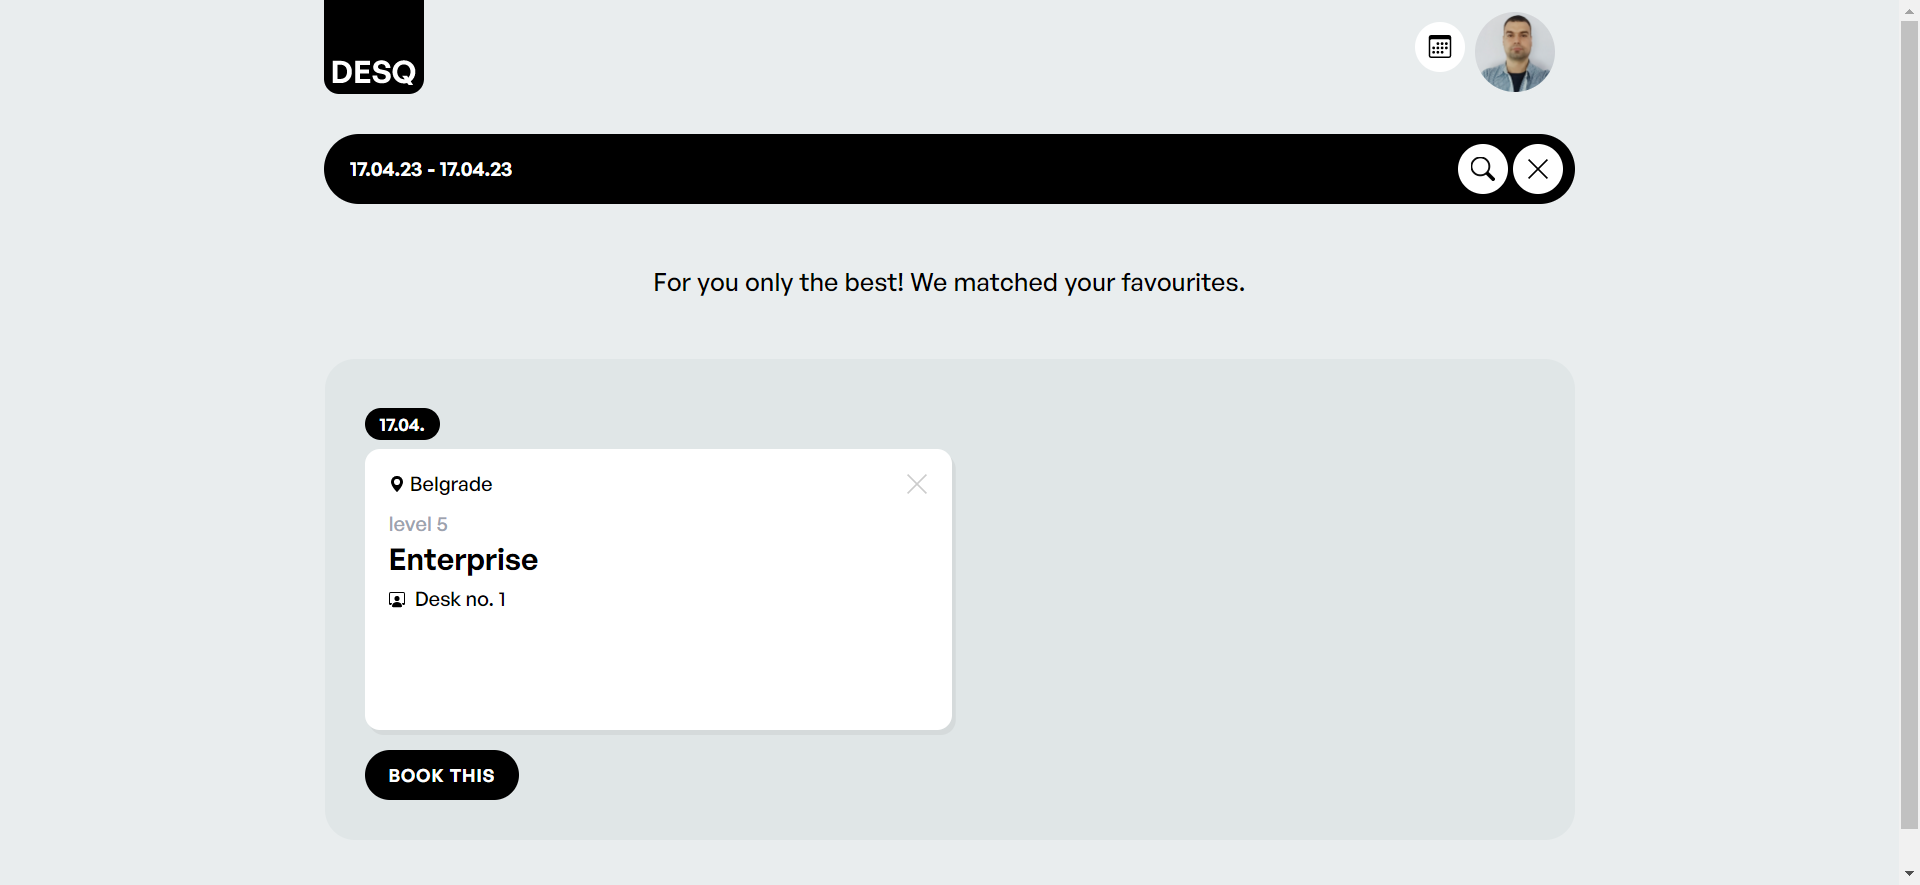 DESQ
17.04.23 - 17.04.23
For you only the best! We matched your favourites.
17.04.
Belgrade
level 5
Enterprise
Desk no. 1
BOOK THIS